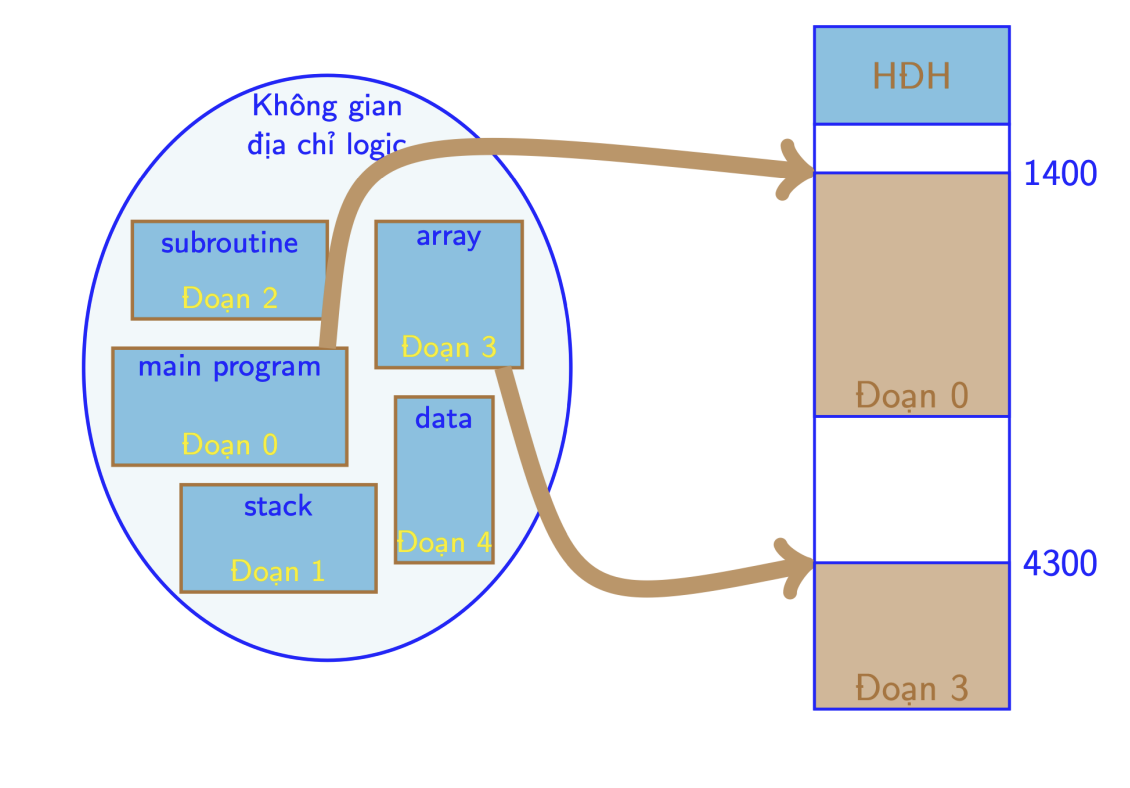 Không gian
địa chỉ logic
subroutine
Đoạn 2
array
Đoạn 3
main program
Đoạn 0
data
Đoạn 4
stack
Đoạn 1
HĐH
1400
Đoạn 0
4300
Đoạn 3